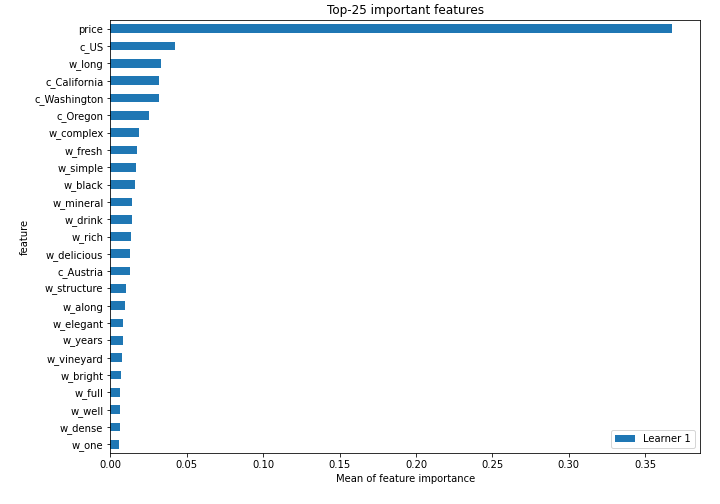 Top-25 important features
price
c_US
w_long
c_California
c_Washington
c_Oregon
w_complex
w_fresh
w_simple
w_black
w_mineral
w_drink
w_rich
w_delicious
c_Austria
w_structure
w_along
w_elegant
w_years
w_vineyard
w_bright
w_full
w_well
w_dense
w_one
feature
Learner 1
0.00 0.05 0.10 0.15 0.20 0.25 0.30 0.35
Mean of feature importance